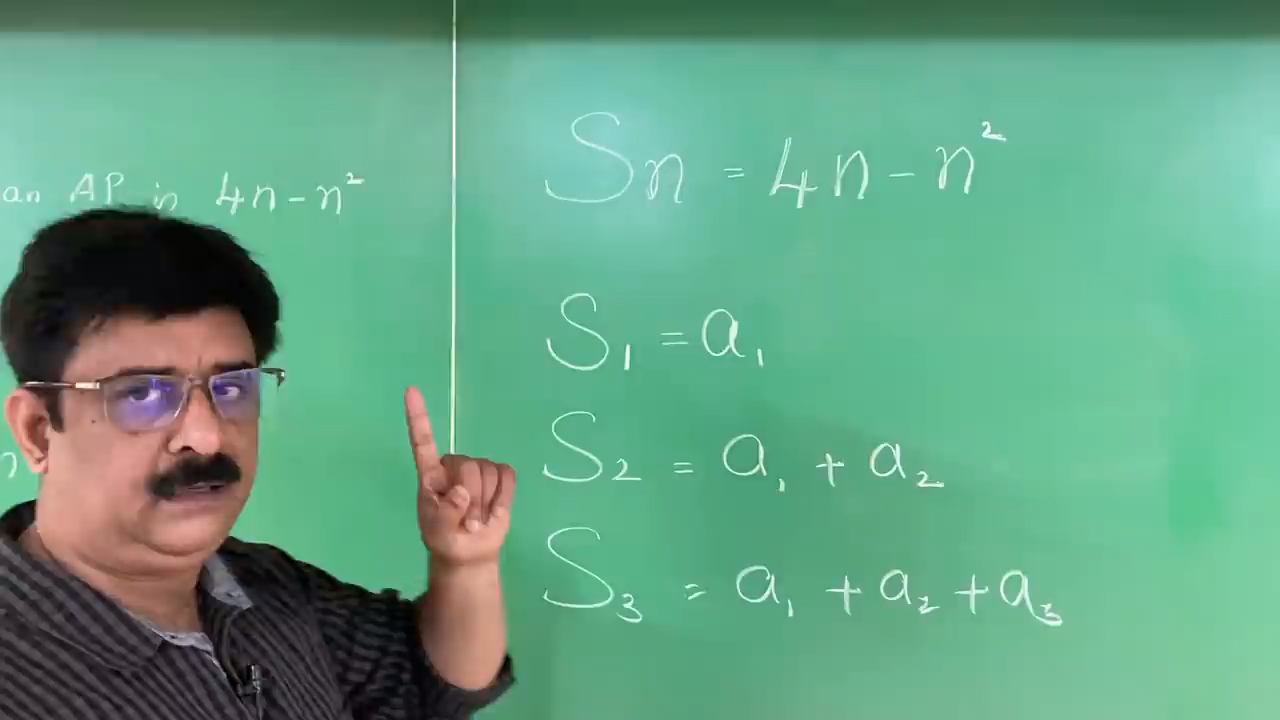 an AP is 4n - n²
Sn = 4n - n²
S₁ = a₁
S₂ = a₁ + a₂
S₃ = a₁ + a₂ + a₃